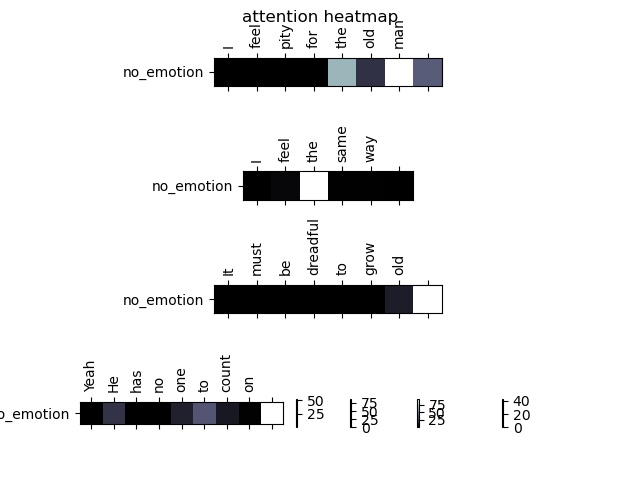 attention heatmap
I feel pity for the old man
no_emotion
I feel the same way
no_emotion
It must be dreadful to grow old
no_emotion
Yeah He has no one to count on
o_emotion
50 25
75 50 25 0
75 50 25
40 20 0